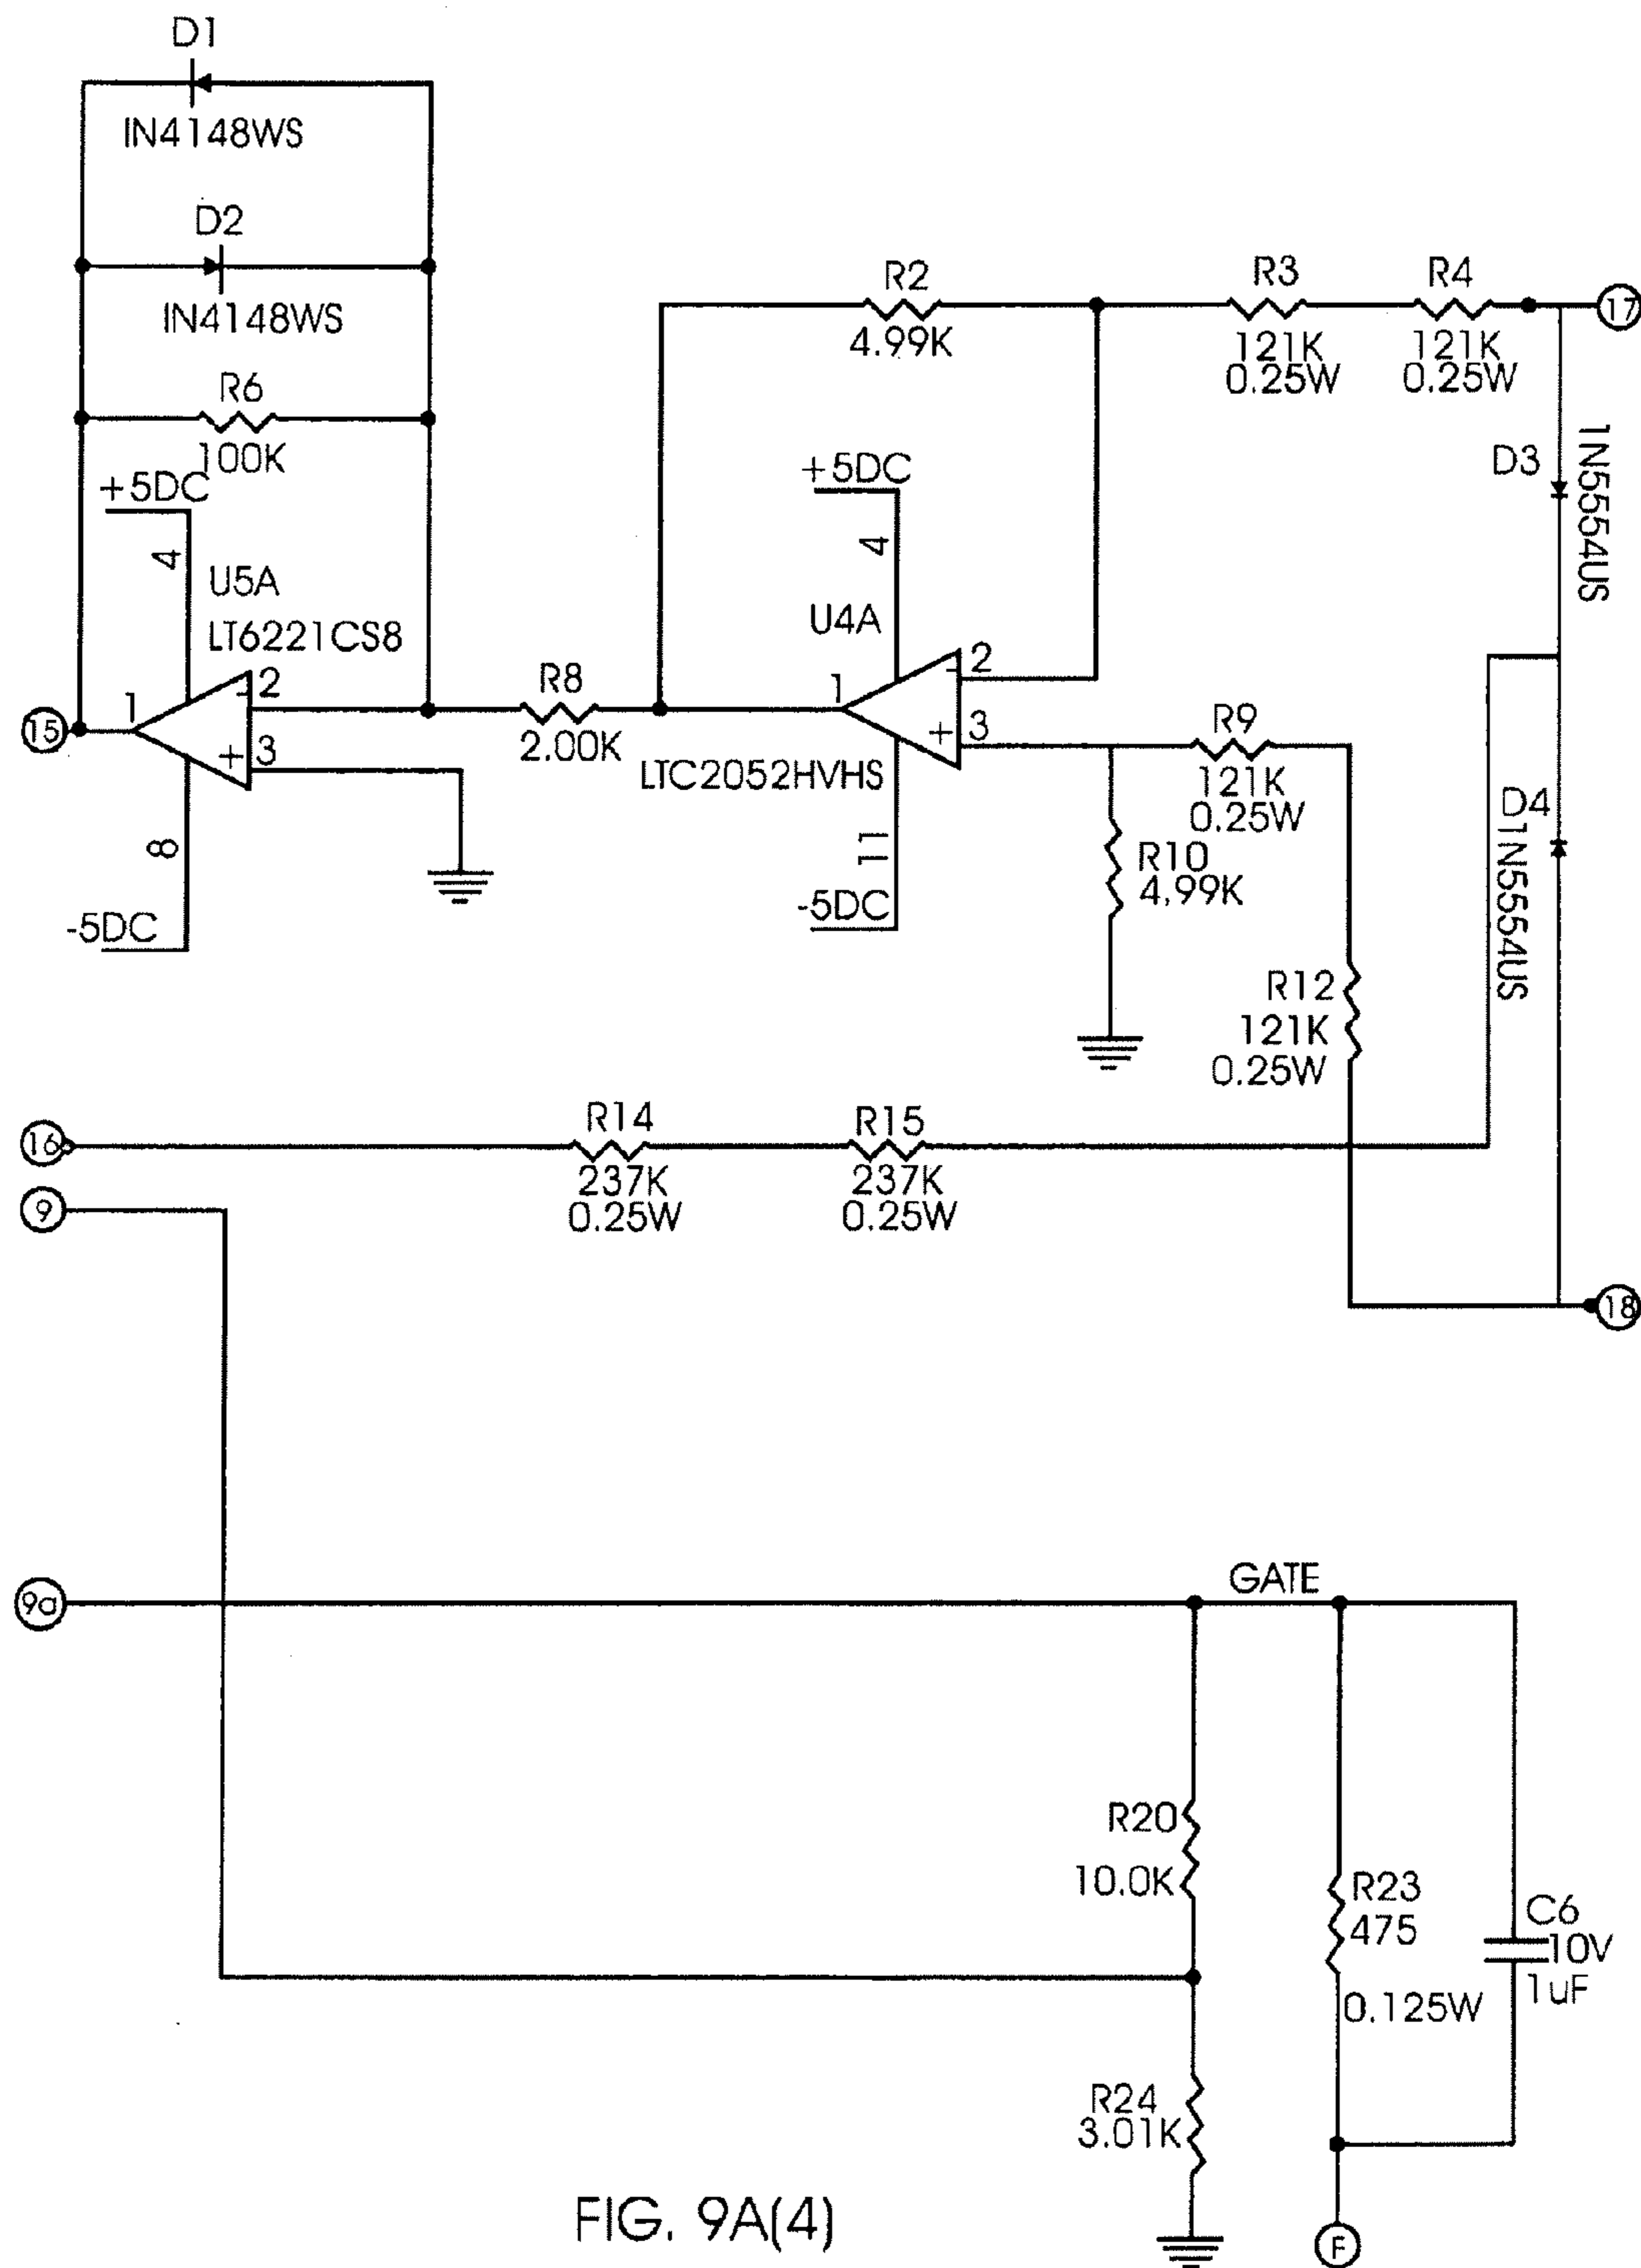 D1
IN4148WS
D2
IN4148WS
R6
100K
+5DC
4
U5A
LT6221CS8
1
2
3
+
8
-5DC
15
R8
2.00K
R2
4.99K
R3
121K
0.25W
R4
121K
0.25W
17
+5DC
4
U4A
1
2
3
+
LTC2052HVHS
11
-5DC
R9
121K
0.25W
R10
4.99K
R12
121K
0.25W
D3
1N5554US
D4
1N5554US
16
R14
237K
0.25W
R15
237K
0.25W
9
18
9a
GATE
R20
10.0K
R23
475
0.125W
C6
10V
1uF
R24
3.01K
F
FIG. 9A(4)